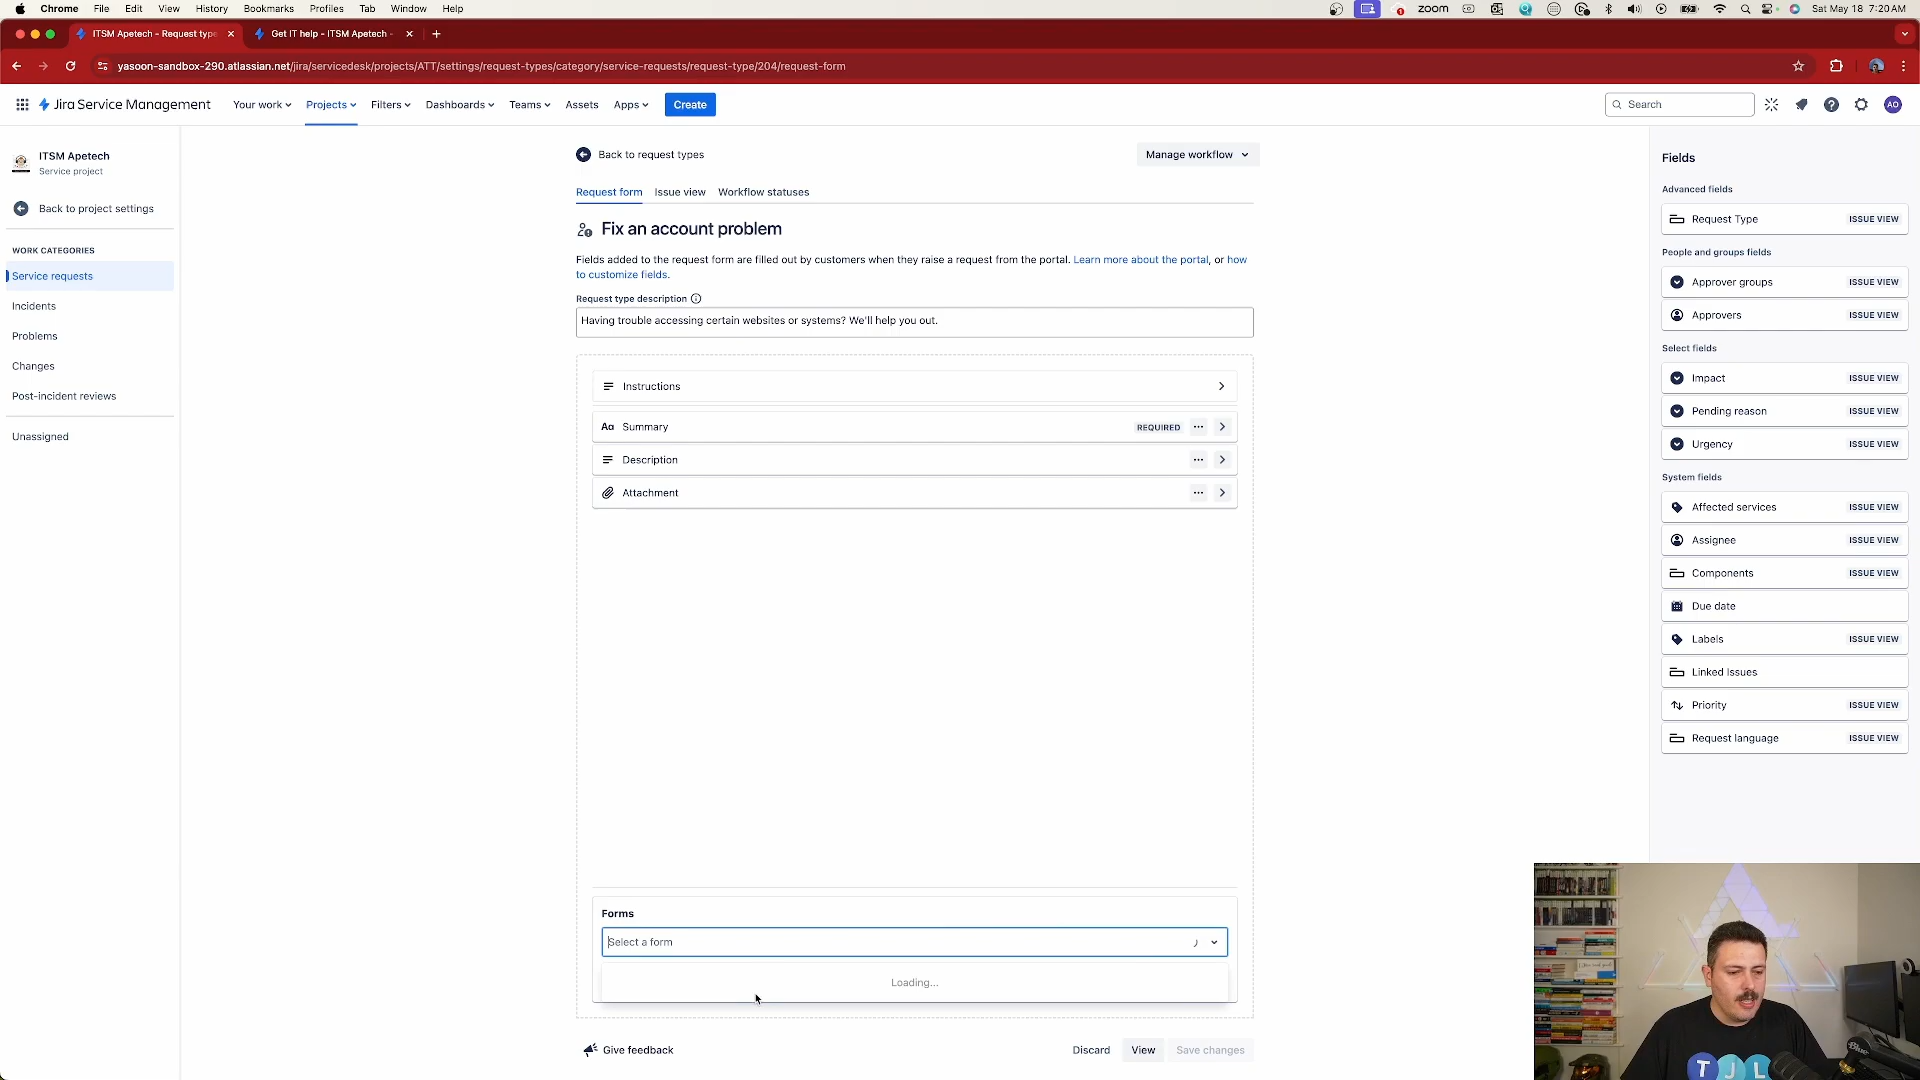 Chrome File Edit View History Bookmarks Profiles Tab Window Help
zoom
Sat May 18 7:20 AM
ITSM Apetech - Request type
Get IT help - ITSM Apetech -
yasoon-sandbox-290.atlassian.net/jira/servicedesk/projects/ATT/settings/request-types/category/service-requests/request-type/204/request-form
Jira Service Management
Your work Projects Filters Dashboards Teams Assets Apps Create
Search
AO
ITSM Apetech
Service project
Back to project settings
WORK CATEGORIES
Service requests
Incidents
Problems
Changes
Post-incident reviews
Unassigned
Back to request types
Manage workflow
Request form Issue view Workflow statuses
Fix an account problem
Fields added to the request form are filled out by customers when they raise a request from the portal. Learn more about the portal, or how
to customize fields.
Request type description
Having trouble accessing certain websites or systems? We'll help you out.
Instructions
Aa Summary REQUIRED
Description
Attachment
Forms
Select a form
Loading...
Give feedback
Discard View Save changes
Fields
Advanced fields
Request Type ISSUE VIEW
People and groups fields
Approver groups ISSUE VIEW
Approvers ISSUE VIEW
Select fields
Impact ISSUE VIEW
Pending reason ISSUE VIEW
Urgency ISSUE VIEW
System fields
Affected services ISSUE VIEW
Assignee ISSUE VIEW
Components ISSUE VIEW
Due date
Labels ISSUE VIEW
Linked Issues
Priority ISSUE VIEW
Request language ISSUE VIEW
TJL
Blue